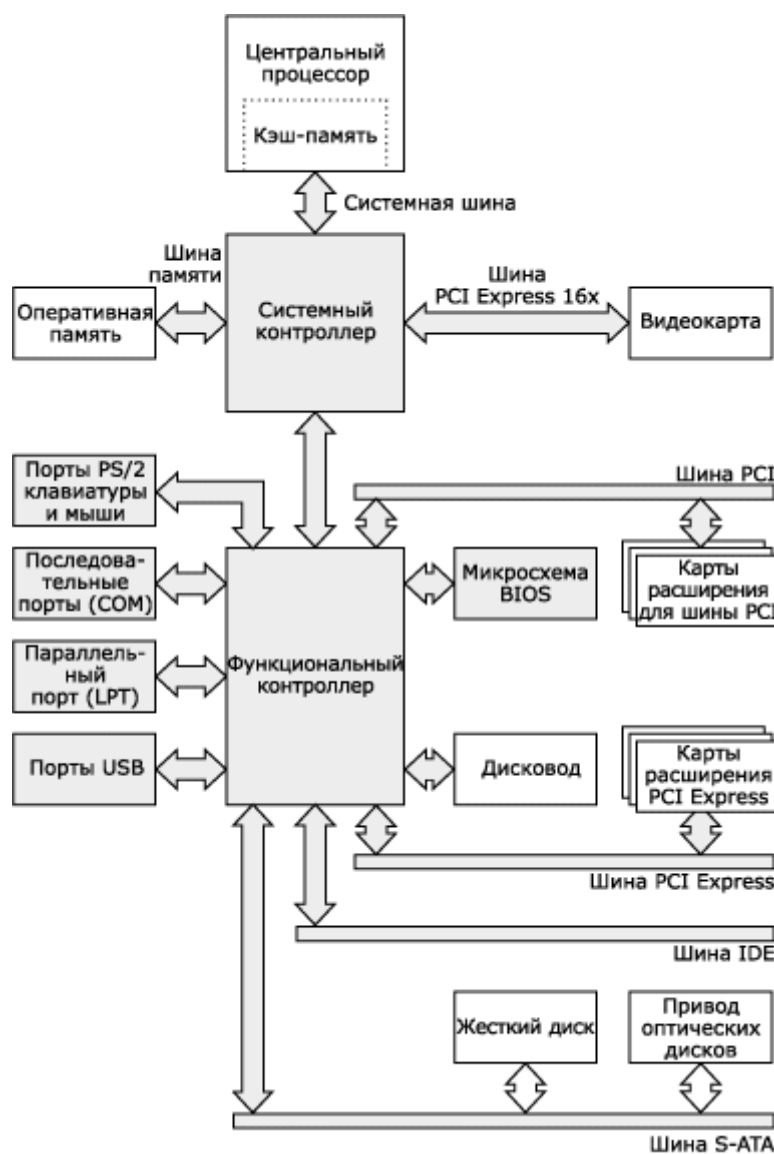 Центральный
процессор
Кэш-память
Системная шина
Шина
памяти
Шина
PCI Express 16x
Оперативная
память
Системный
контроллер
Видеокарта
Порты PS/2
клавиатуры
и мыши
Шина PCI
Последова-
тельные
порты (COM)
Микросхема
BIOS
Карты
расширения
для шины PCI
Параллель-
ный
порт (LPT)
Функциональный
контроллер
Порты USB
Дисковод
Карты
расширения
PCI Express
Шина PCI Express
Шина IDE
Жесткий диск
Привод
оптических
дисков
Шина S-ATA